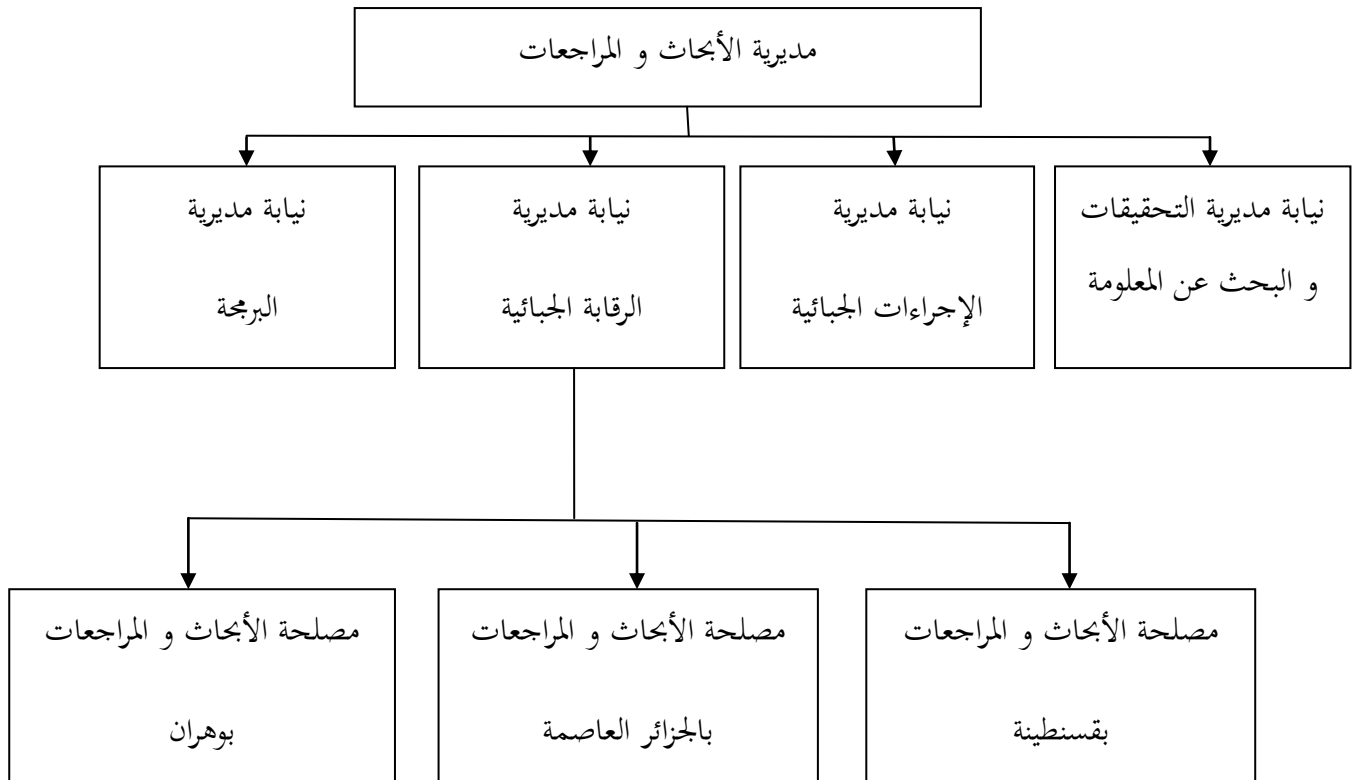 مديرية الأبحاث و المراجعات
نيابة مديرية التحقيقات
و البحث عن المعلومة
نيابة مديرية
الإجراءات الجبائية
نيابة مديرية
الرقابة الجبائية
نيابة مديرية
البرمجة
مصلحة الأبحاث و المراجعات
بقسنطينة
مصلحة الأبحاث و المراجعات
بالجزائر العاصمة
مصلحة الأبحاث و المراجعات
بوهران